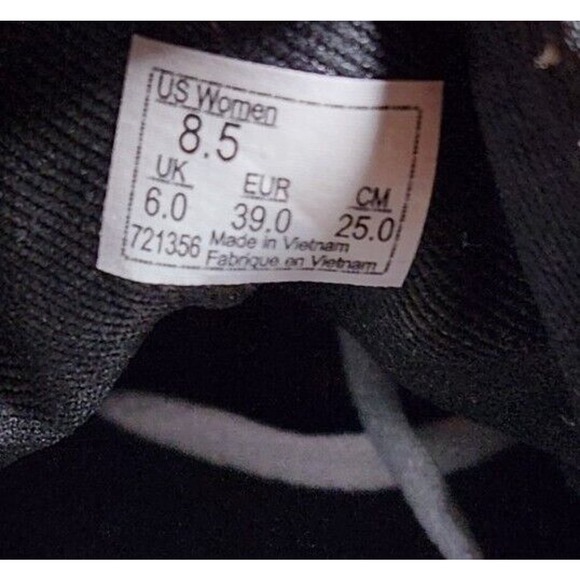 US Women
8.5
UK EUR CM
6.0 39.0 25.0
721356 Made in Vietnam
Fabrique en Vietnam